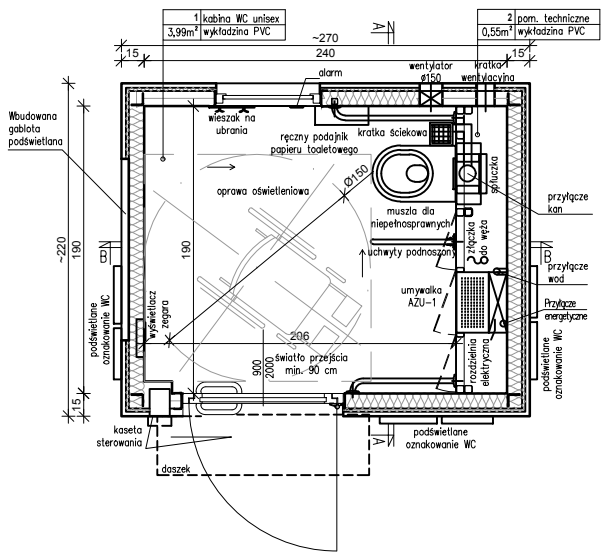 1 kabina WC unisex
3,99m² wykładzina PVC
2 pom. techniczne
0,55m² wykładzina PVC
A
~270
15 240 15
alarm
wentylator
ø150
kratka
wentylacyjna
Wbudowana
gablota
podświetlana
wieszak na
ubrania
ręczny podajnik
papieru toaletowego
kratka ściekowa
oprawa oświetleniowa
Ø150
spłuczka
muszla dla
niepełnosprawnych
przyłącze
kan
uchwyty podnoszony
złączka
do węża
~220
190
190
B
B
przyłącze
wod
umywalka
AZU-1
Przyłącze
energetyczne
podświetlane
oznakowanie WC
wyświetlacz
zegara
206
900
2000
światło przejścia
min. 90 cm
rozdzielnia
elektryczna
podświetlane
oznakowanie WC
15
kaseta
sterowania
A
podświetlane
oznakowanie WC
daszek